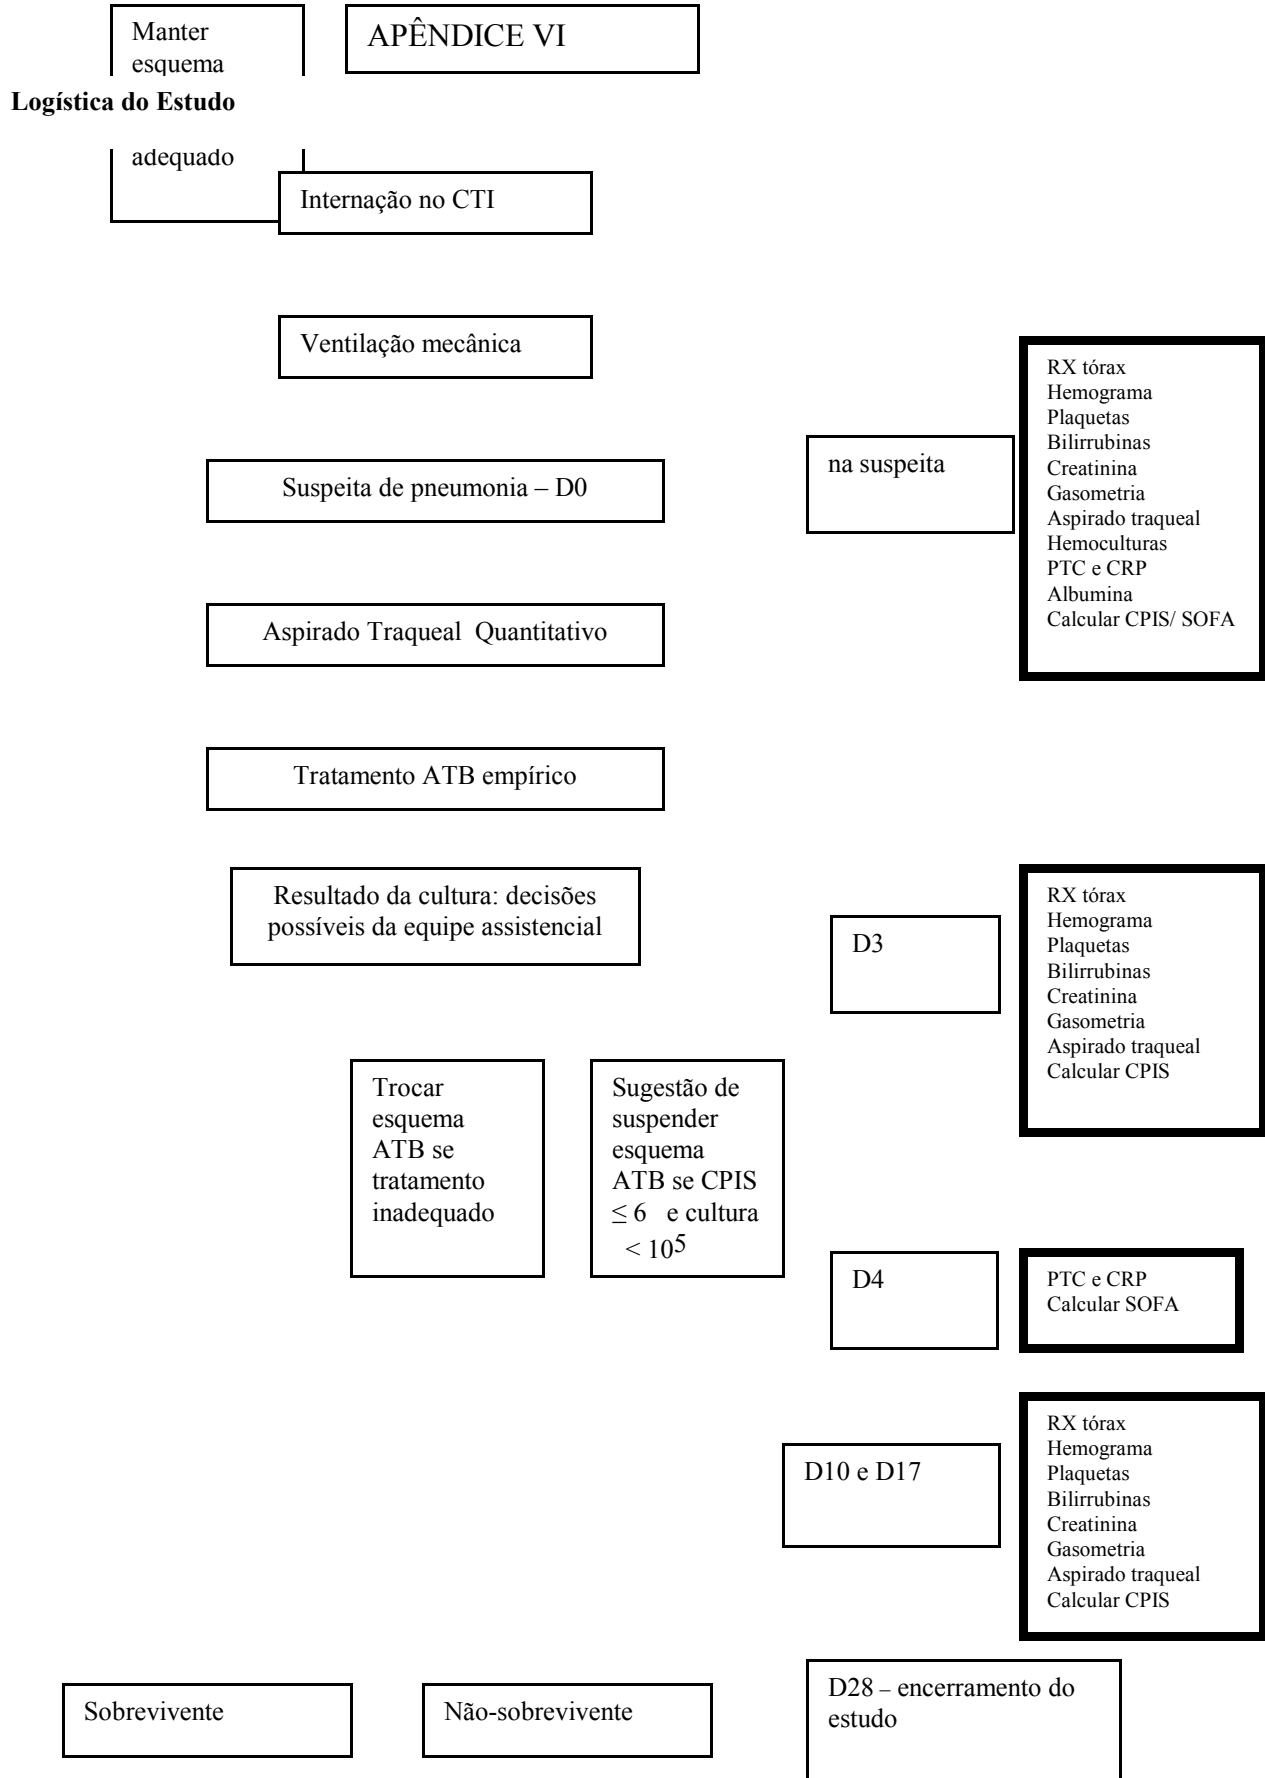 Manter
esquema
APÊNDICE VI
Logística do Estudo
adequado
Internação no CTI
Ventilação mecânica
Suspeita de pneumonia – D0
na suspeita
RX tórax
Hemograma
Plaquetas
Bilirrubinas
Creatinina
Gasometria
Aspirado traqueal
Hemoculturas
PTC e CRP
Albumina
Calcular CPIS/ SOFA
Aspirado Traqueal Quantitativo
Tratamento ATB empírico
Resultado da cultura: decisões
possíveis da equipe assistencial
D3
RX tórax
Hemograma
Plaquetas
Bilirrubinas
Creatinina
Gasometria
Aspirado traqueal
Calcular CPIS
Trocar
esquema
ATB se
tratamento
inadequado
Sugestão de
suspender
esquema
ATB se CPIS
≤ 6 e cultura
< 10⁵
D4
PTC e CRP
Calcular SOFA
D10 e D17
RX tórax
Hemograma
Plaquetas
Bilirrubinas
Creatinina
Gasometria
Aspirado traqueal
Calcular CPIS
Sobrevivente
Não-sobrevivente
D28 – encerramento do
estudo